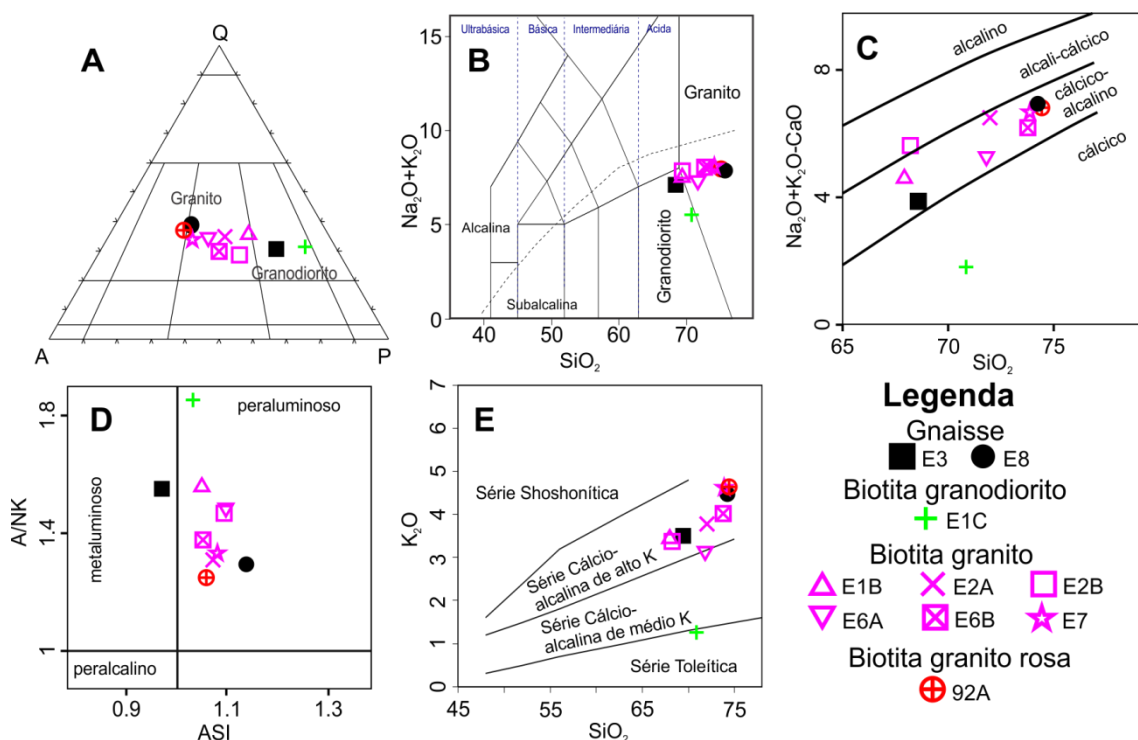 A
Q
A
P
Granito
Granodiorito
B
Ultrabásica
Básica
Intermediária
Ácida
Granito
Granodiorito
Alcalina
Subalcalina
Na₂O+K₂O
15
10
5
0
40
50
60
70
SiO₂
C
alcalino
alcali-cálcico
cálcico-
alcalino
cálcico
Na₂O+K₂O-CaO
8
4
0
65
70
75
SiO₂
D
peraluminoso
metaluminoso
peralcalino
A/NK
1.8
1.4
1
0.9
1.1
1.3
ASI
E
Série Shoshonítica
Série Cálcio-
alcalina de alto K
Série Cálcio-
alcalina de médio K
Série Toleítica
K₂O
7
6
5
4
3
2
1
0
45
55
65
75
SiO₂
Legenda
Gnaisse
E3
E8
Biotita granodiorito
E1C
Biotita granito
E1B
E2A
E2B
E6A
E6B
E7
Biotita granito rosa
92A